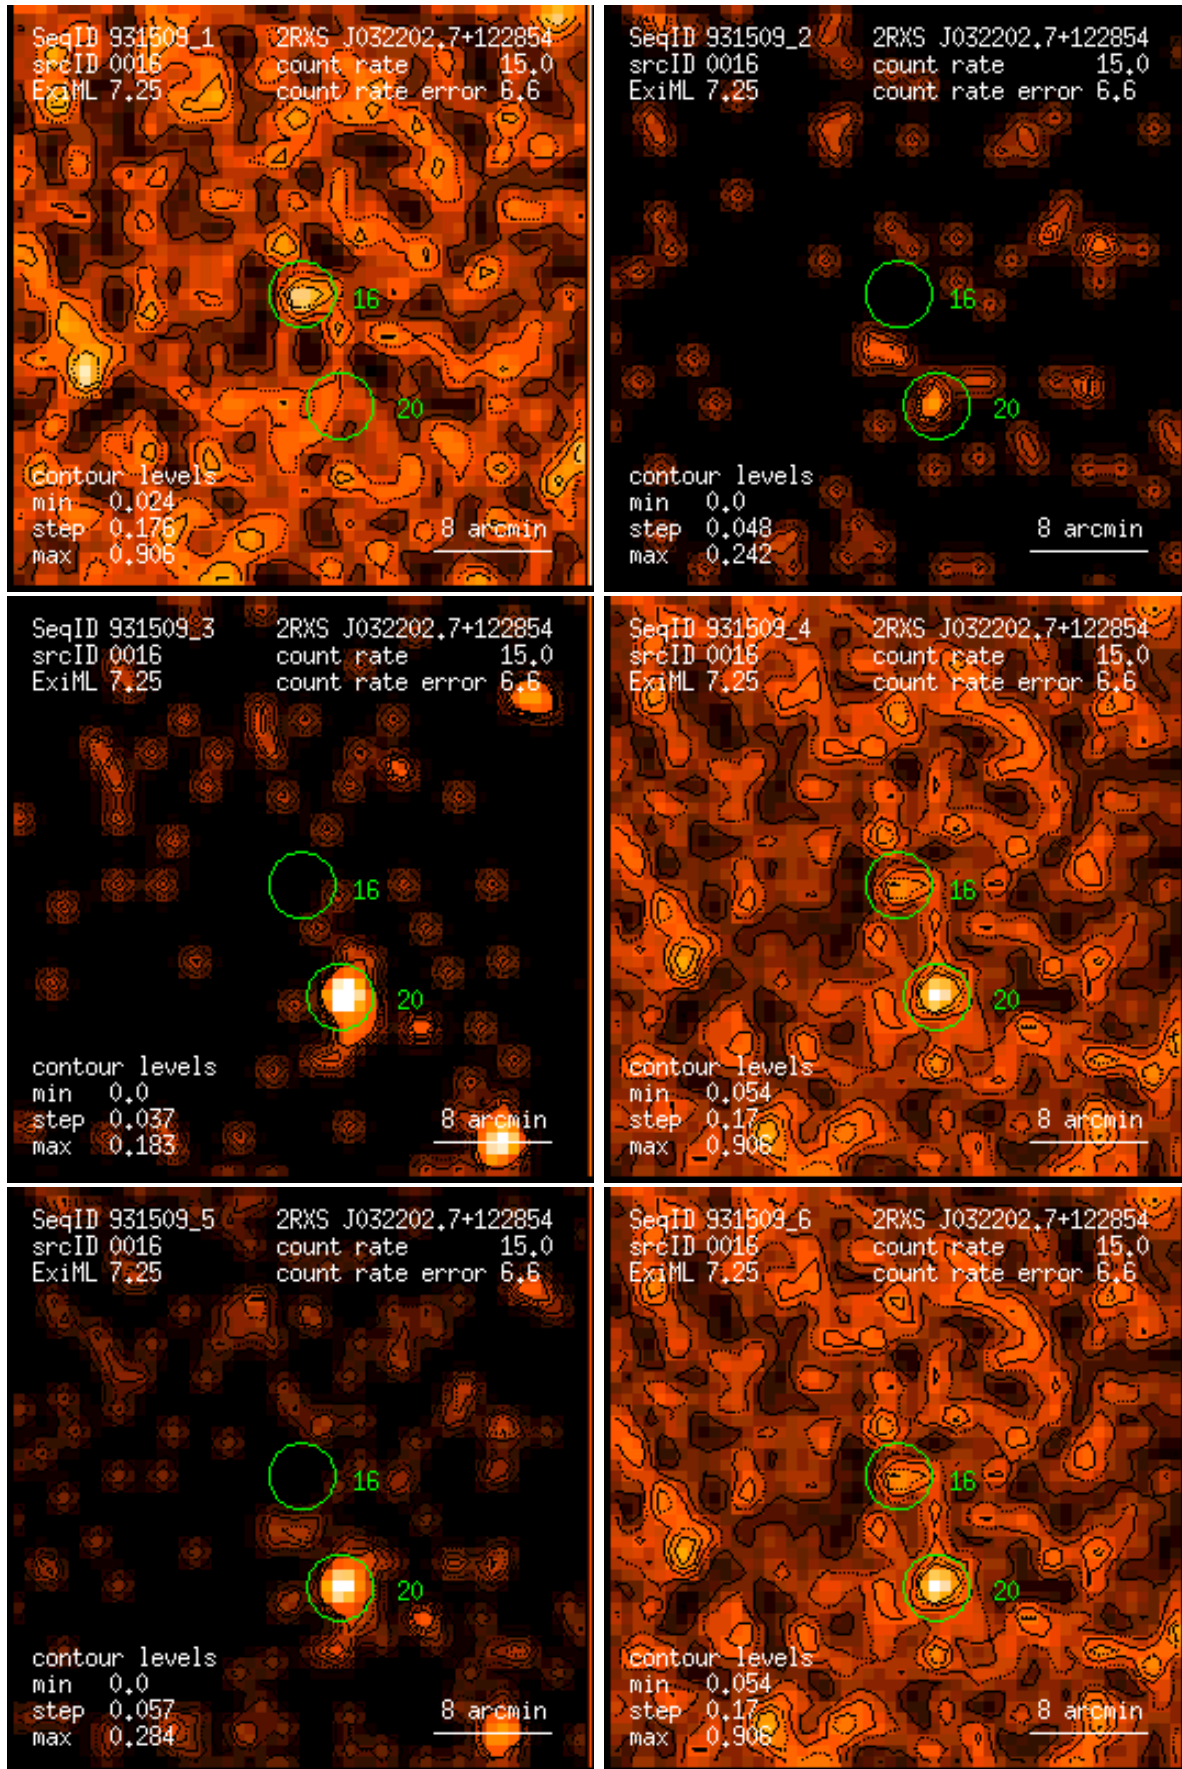 SeqID 931509_1 2RXS J032202.7+122854
srcID 0016 count rate 15.0
ExiML 7.25 count rate error 6.6
16
20
contour levels
min 0.024
step 0.176 8 arcmin
max 0.906
SeqID 931509_2 2RXS J032202.7+122854
srcID 0016 count rate 15.0
ExiML 7.25 count rate error 6.6
16
20
contour levels
min 0.0
step 0.048 8 arcmin
max 0.242
SeqID 931509_3 2RXS J032202.7+122854
srcID 0016 count rate 15.0
ExiML 7.25 count rate error 6.6
16
20
contour levels
min 0.0
step 0.037 8 arcmin
max 0.183
SeqID 931509_4 2RXS J032202.7+122854
srcID 0016 count rate 15.0
ExiML 7.25 count rate error 6.6
16
20
contour levels
min 0.054
step 0.17 8 arcmin
max 0.906
SeqID 931509_5 2RXS J032202.7+122854
srcID 0016 count rate 15.0
ExiML 7.25 count rate error 6.6
16
20
contour levels
min 0.0
step 0.057 8 arcmin
max 0.284
SeqID 931509_6 2RXS J032202.7+122854
srcID 0016 count rate 15.0
ExiML 7.25 count rate error 6.6
16
20
contour levels
min 0.054
step 0.17 8 arcmin
max 0.906